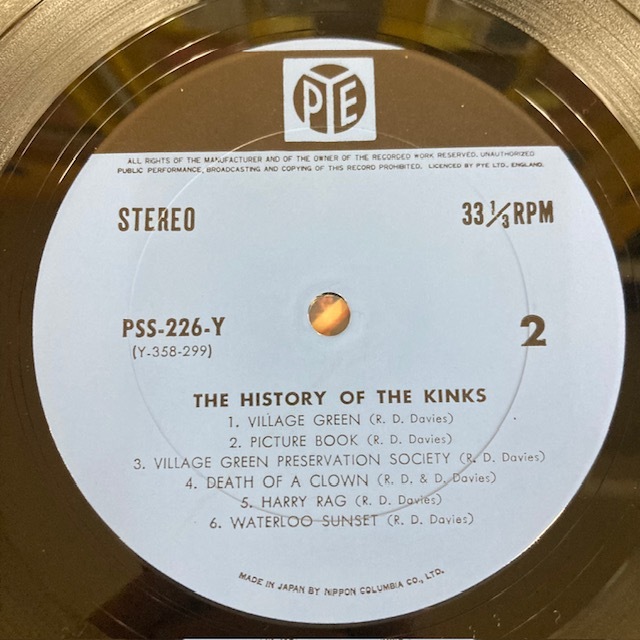 PYE
ALL RIGHTS OF THE MANUFACTURER AND OF THE OWNER OF THE RECORDED WORK RESERVED. UNAUTHORIZED
PUBLIC PERFORMANCE, BROADCASTING AND COPYING OF THIS RECORD PROHIBITED. LICENCED BY PYE LTD., ENGLAND.
STEREO 33 1/3 RPM
PSS-226-Y 2
(Y-358-299)
THE HISTORY OF THE KINKS
1. VILLAGE GREEN (R. D. Davies)
2. PICTURE BOOK (R. D. Davies)
3. VILLAGE GREEN PRESERVATION SOCIETY (R. D. Davies)
4. DEATH OF A CLOWN (R. D. & D. Davies)
5. HARRY RAG (R. D. Davies)
6. WATERLOO SUNSET (R. D. Davies)
MADE IN JAPAN BY NIPPON COLUMBIA CO., LTD.